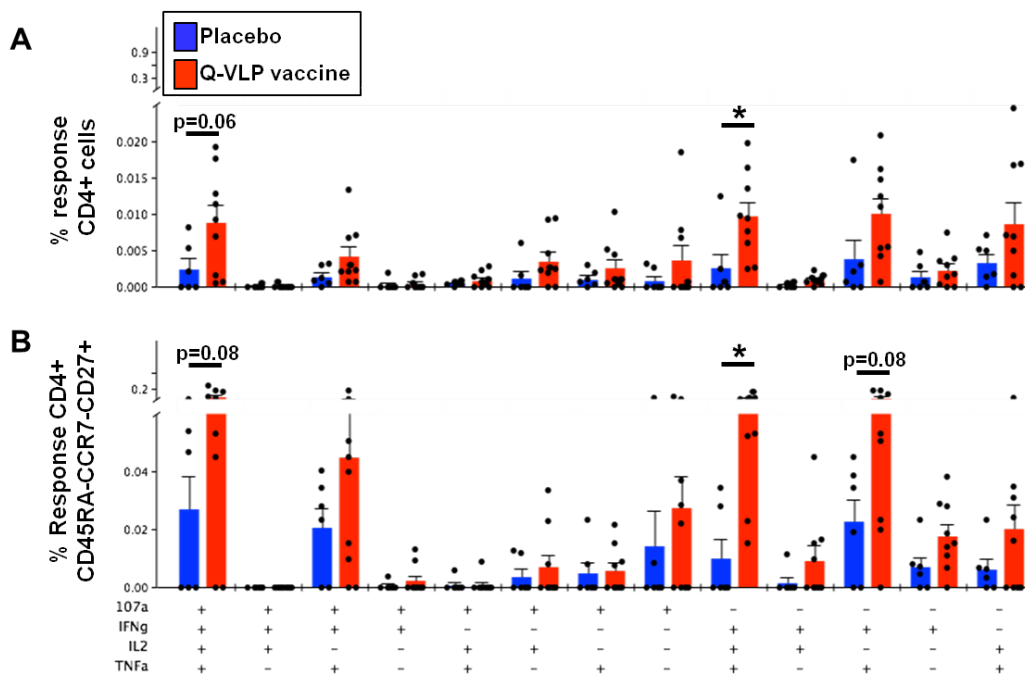 A
Placebo
Q-VLP vaccine
% response
CD4+ cells
0.9
0.3
0.020
0.015
0.010
0.005
0.000
p=0.06
*
B
% Response CD4+
CD45RA-CCR7-CD27+
0.2
0.04
0.02
0.00
p=0.08
*
p=0.08
107a + + + + + + + + – – – – –
IFNg + + + + – – – – + + + + –
IL2 + + – – + + – – + + – – +
TNFa + – + – + – + – + – + – +